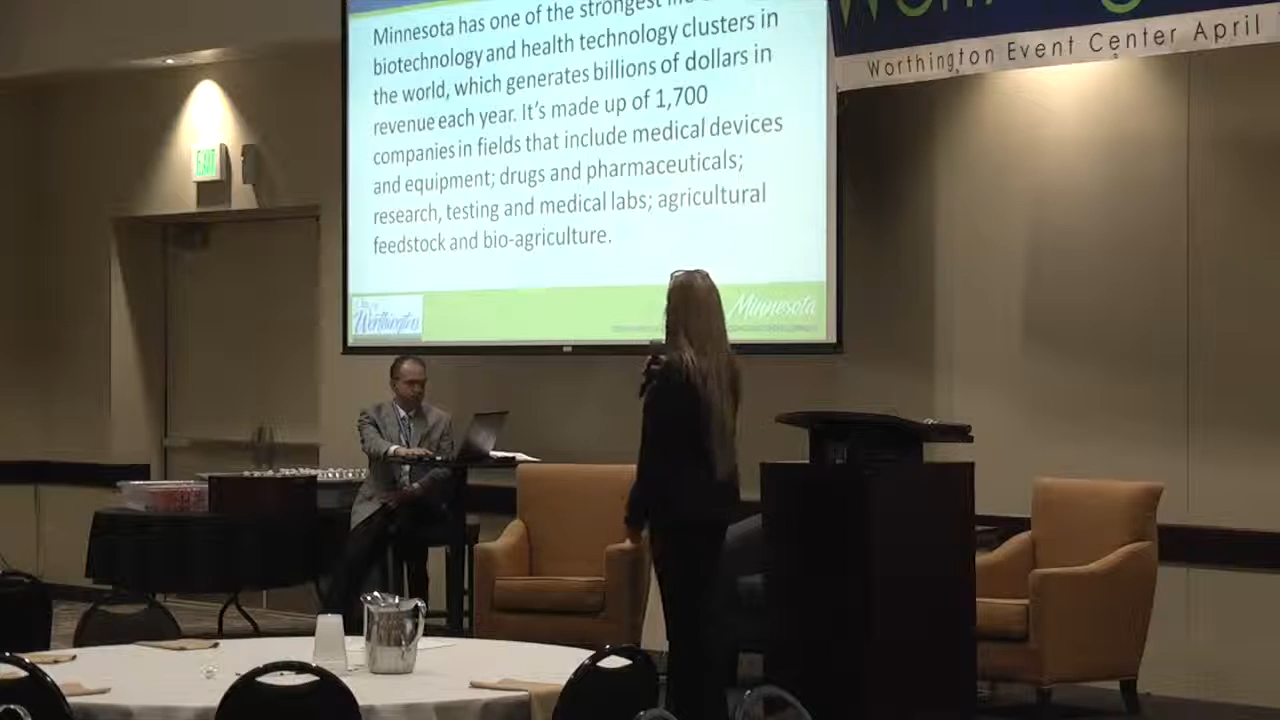 Minnesota has one of the strongest
biotechnology and health technology clusters in
the world, which generates billions of dollars in
revenue each year. It's made up of 1,700
companies in fields that include medical devices
and equipment; drugs and pharmaceuticals;
research, testing and medical labs; agricultural
feedstock and bio-agriculture.
Worthington
Minnesota
Worthington Event Center April
EXIT